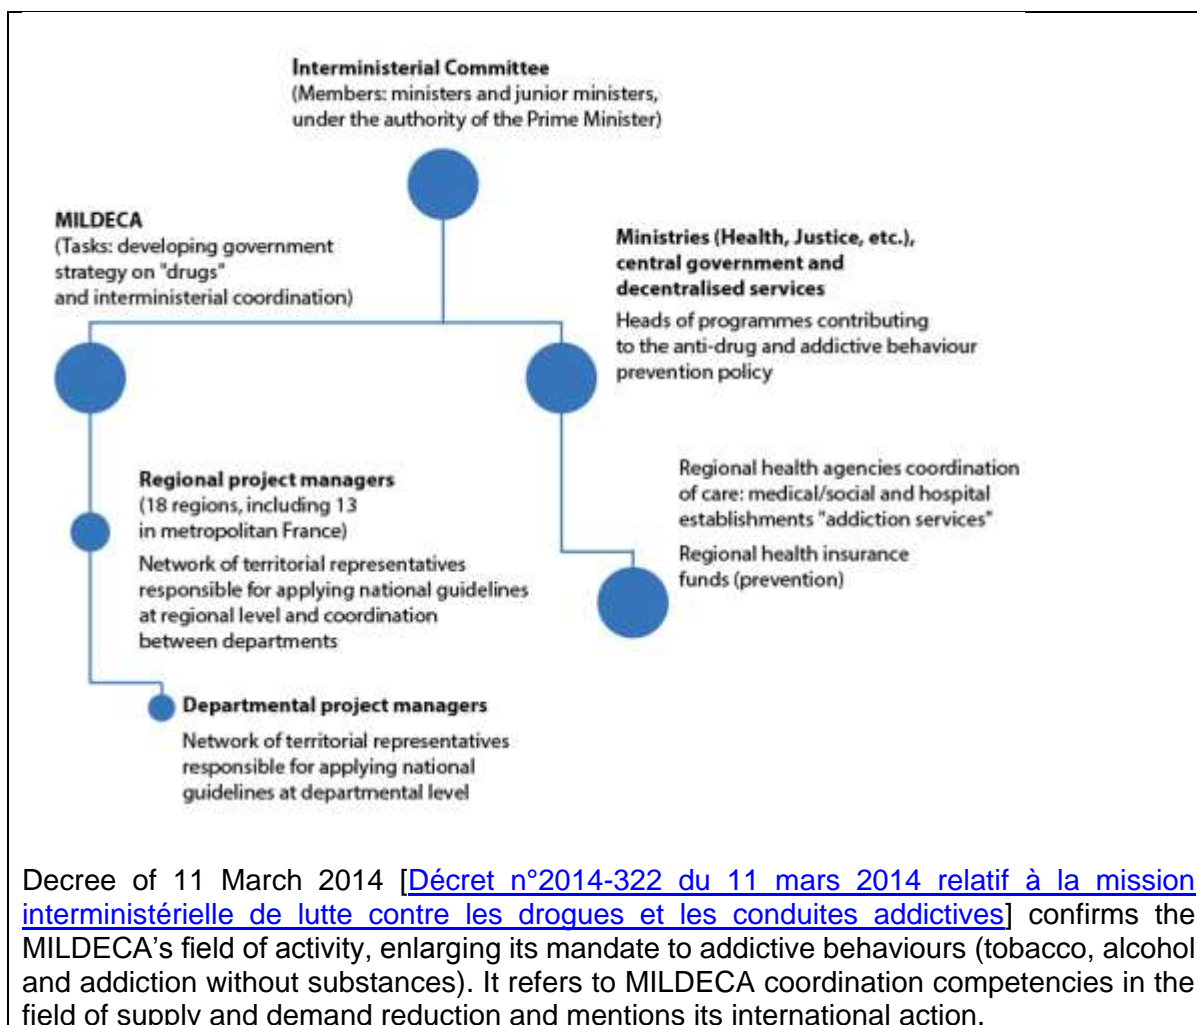 Interministerial Committee
(Members: ministers and junior ministers,
under the authority of the Prime Minister)
MILDECA
(Tasks: developing government
strategy on "drugs"
and interministerial coordination)
Ministries (Health, Justice, etc.),
central government and
decentralised services
Heads of programmes contributing
to the anti-drug and addictive behaviour
prevention policy
Regional project managers
(18 regions, including 13
in metropolitan France)
Network of territorial representatives
responsible for applying national guidelines
at regional level and coordination
between departments
Regional health agencies coordination
of care: medical/social and hospital
establishments "addiction services"
Regional health insurance
funds (prevention)
Departmental project managers
Network of territorial representatives
responsible for applying national
guidelines at departmental level
Decree of 11 March 2014 [Décret n°2014-322 du 11 mars 2014 relatif à la mission
interministérielle de lutte contre les drogues et les conduites addictives] confirms the
MILDECA's field of activity, enlarging its mandate to addictive behaviours (tobacco, alcohol
and addiction without substances). It refers to MILDECA coordination competencies in the
field of supply and demand reduction and mentions its international action.